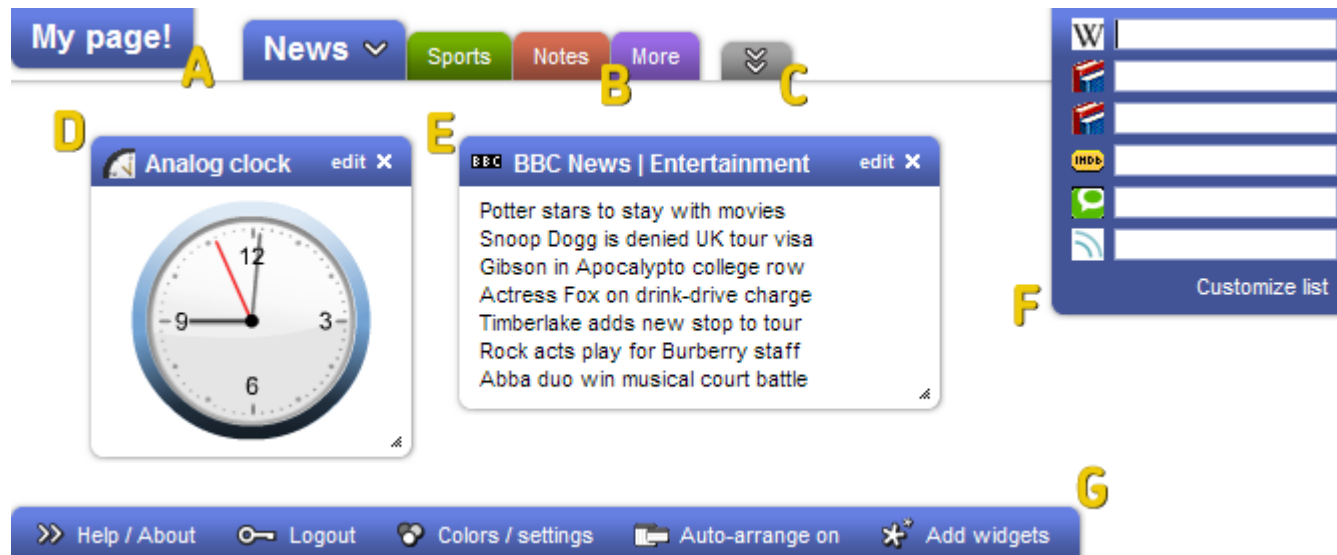 My page!
A
News
Sports
Notes
B
More
C
W
D
E
Analog clock
edit
BBC
BBC News | Entertainment
edit
12
9
3
6
Potter stars to stay with movies
Snoop Dogg is denied UK tour visa
Gibson in Apocalypto college row
Actress Fox on drink-drive charge
Timberlake adds new stop to tour
Rock acts play for Burberry staff
Abba duo win musical court battle
IMDb
Customize list
F
G
Help / About
Logout
Colors / settings
Auto-arrange on
Add widgets